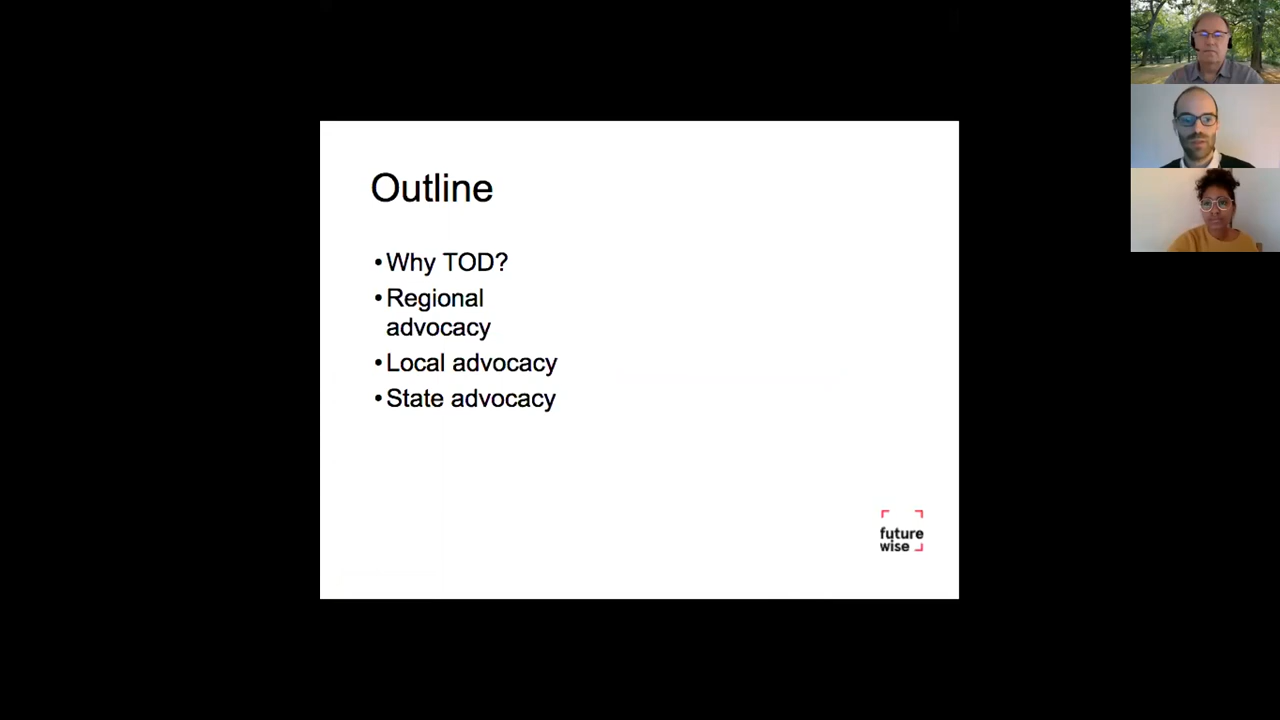 Outline
•Why TOD?
•Regional
advocacy
•Local advocacy
•State advocacy
future
wise